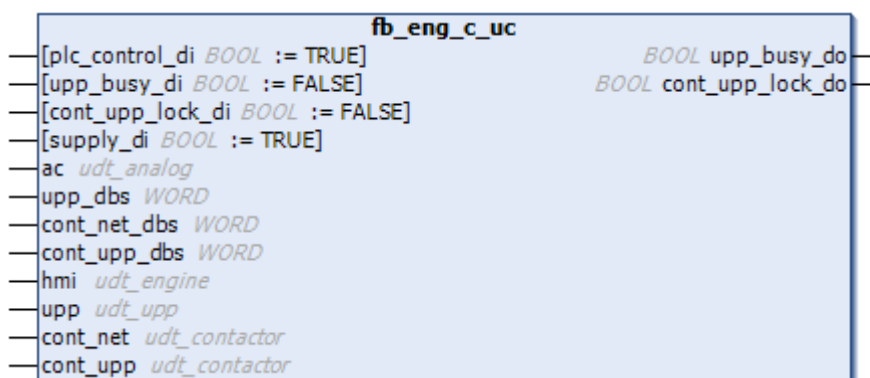 fb_eng_c_uc
[plc_control_di BOOL := TRUE] BOOL upp_busy_do
[upp_busy_di BOOL := FALSE] BOOL cont_upp_lock_do
[cont_upp_lock_di BOOL := FALSE]
[supply_di BOOL := TRUE]
ac udt_analog
upp_dbs WORD
cont_net_dbs WORD
cont_upp_dbs WORD
hmi udt_engine
upp udt_upp
cont_net udt_contactor
cont_upp udt_contactor